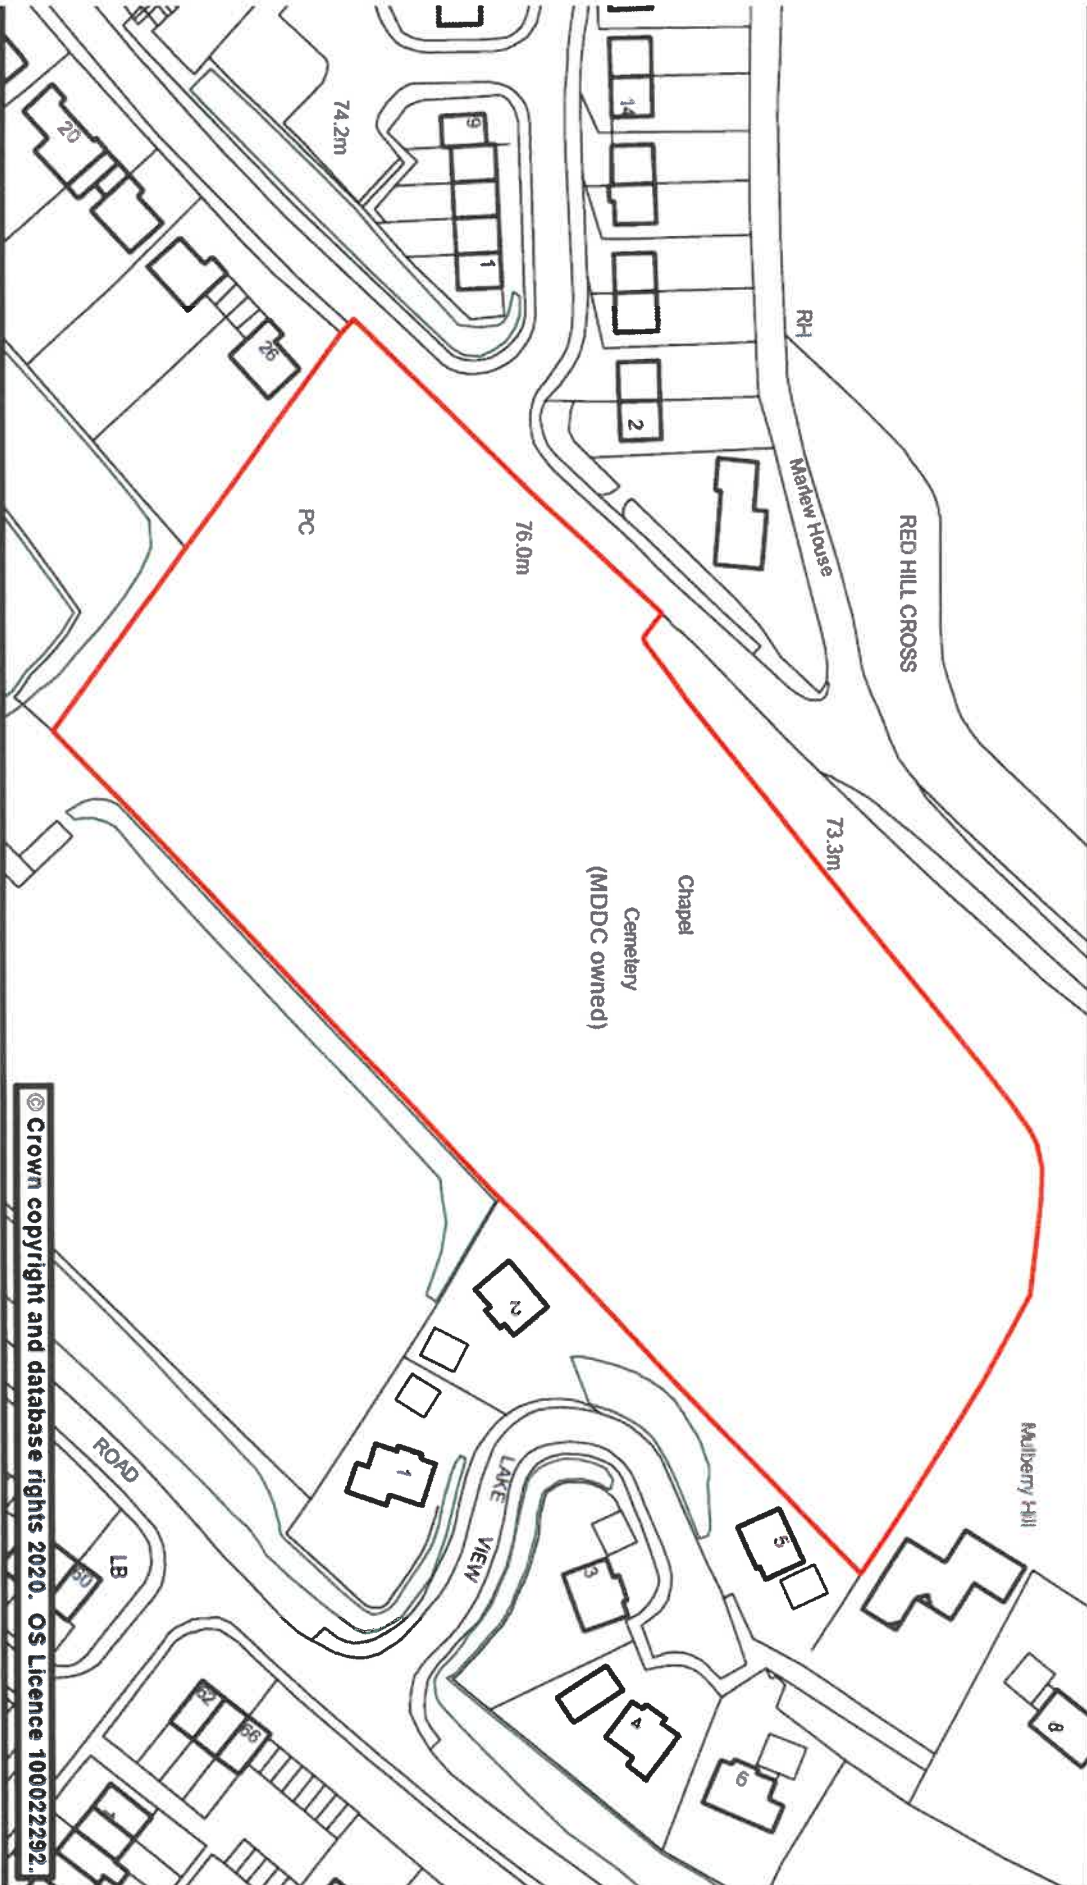 RED HILL CROSS
RH
Marlew House
14
2
9
1
74.2m
20
26
76.0m
PC
73.3m
Chapel
Cemetery
(MDDC owned)
Mulberry Hill
8
2
1
LAKE VIEW
5
3
4
6
ROAD
LB
60
62
66
© Crown copyright and database rights 2020. OS Licence 100022292.